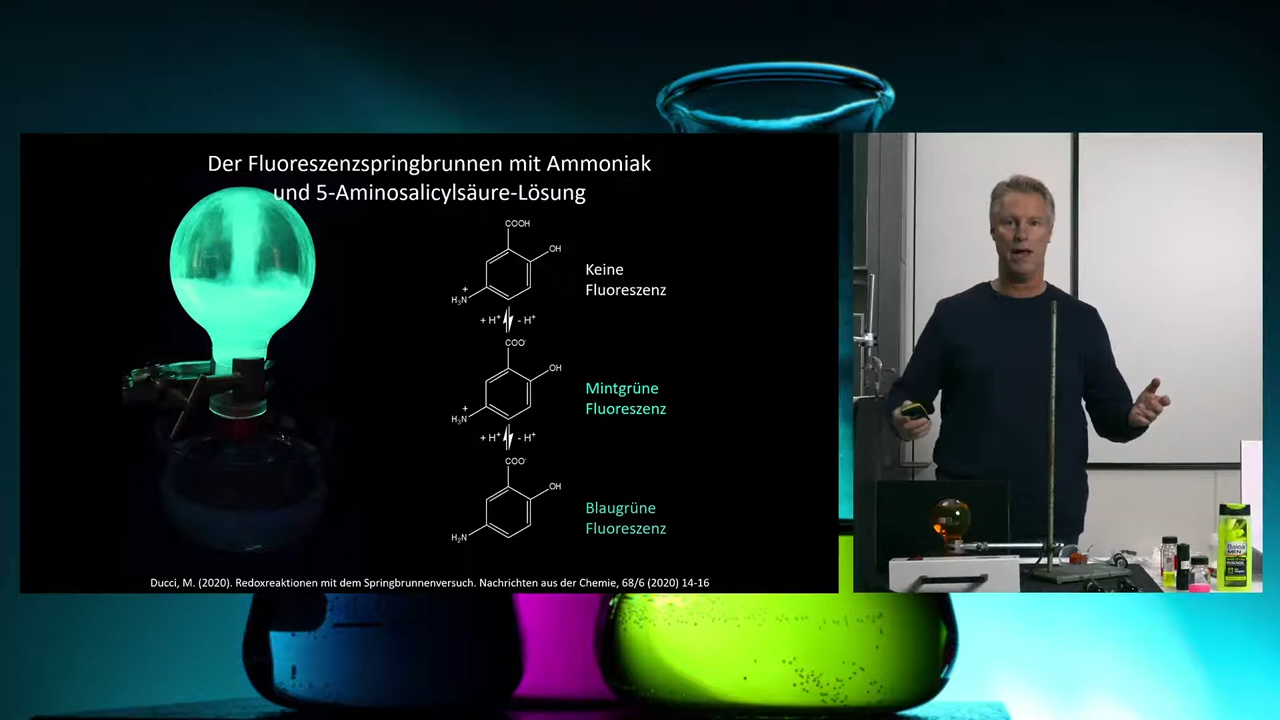 Der Fluoreszenzspringbrunnen mit Ammoniak
und 5-Aminosalicylsäure-Lösung
COOH
OH
Keine
Fluoreszenz
+
H₃N
+ H⁺
- H⁺
COO⁻
OH
Mintgrüne
Fluoreszenz
+
H₃N
+ H⁺
- H⁺
COO⁻
OH
Blaugrüne
Fluoreszenz
H₂N
Ducci, M. (2020). Redoxreaktionen mit dem Springbrunnenversuch. Nachrichten aus der Chemie, 68/6 (2020) 14-16
Balea
MEN